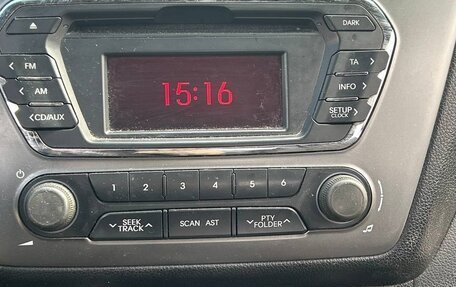 DARK
FM
TA
AM
INFO
CD/AUX
SETUP
CLOCK
15:16
1 2 3 4 5 6
SEEK
TRACK
SCAN AST
PTY
FOLDER